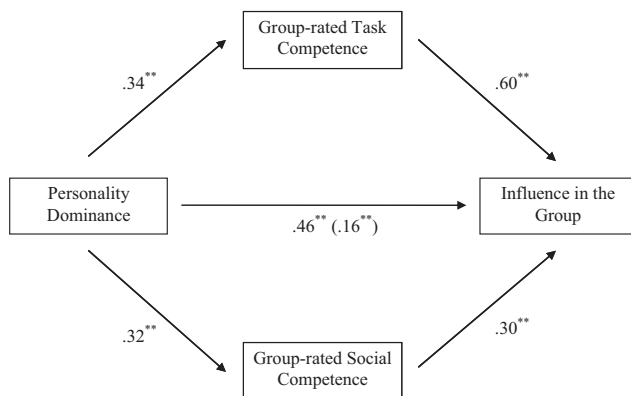 Group-rated Task
Competence
.34**
.60**
Personality
Dominance
Influence in the
Group
.46** (.16**)
.32**
.30**
Group-rated Social
Competence